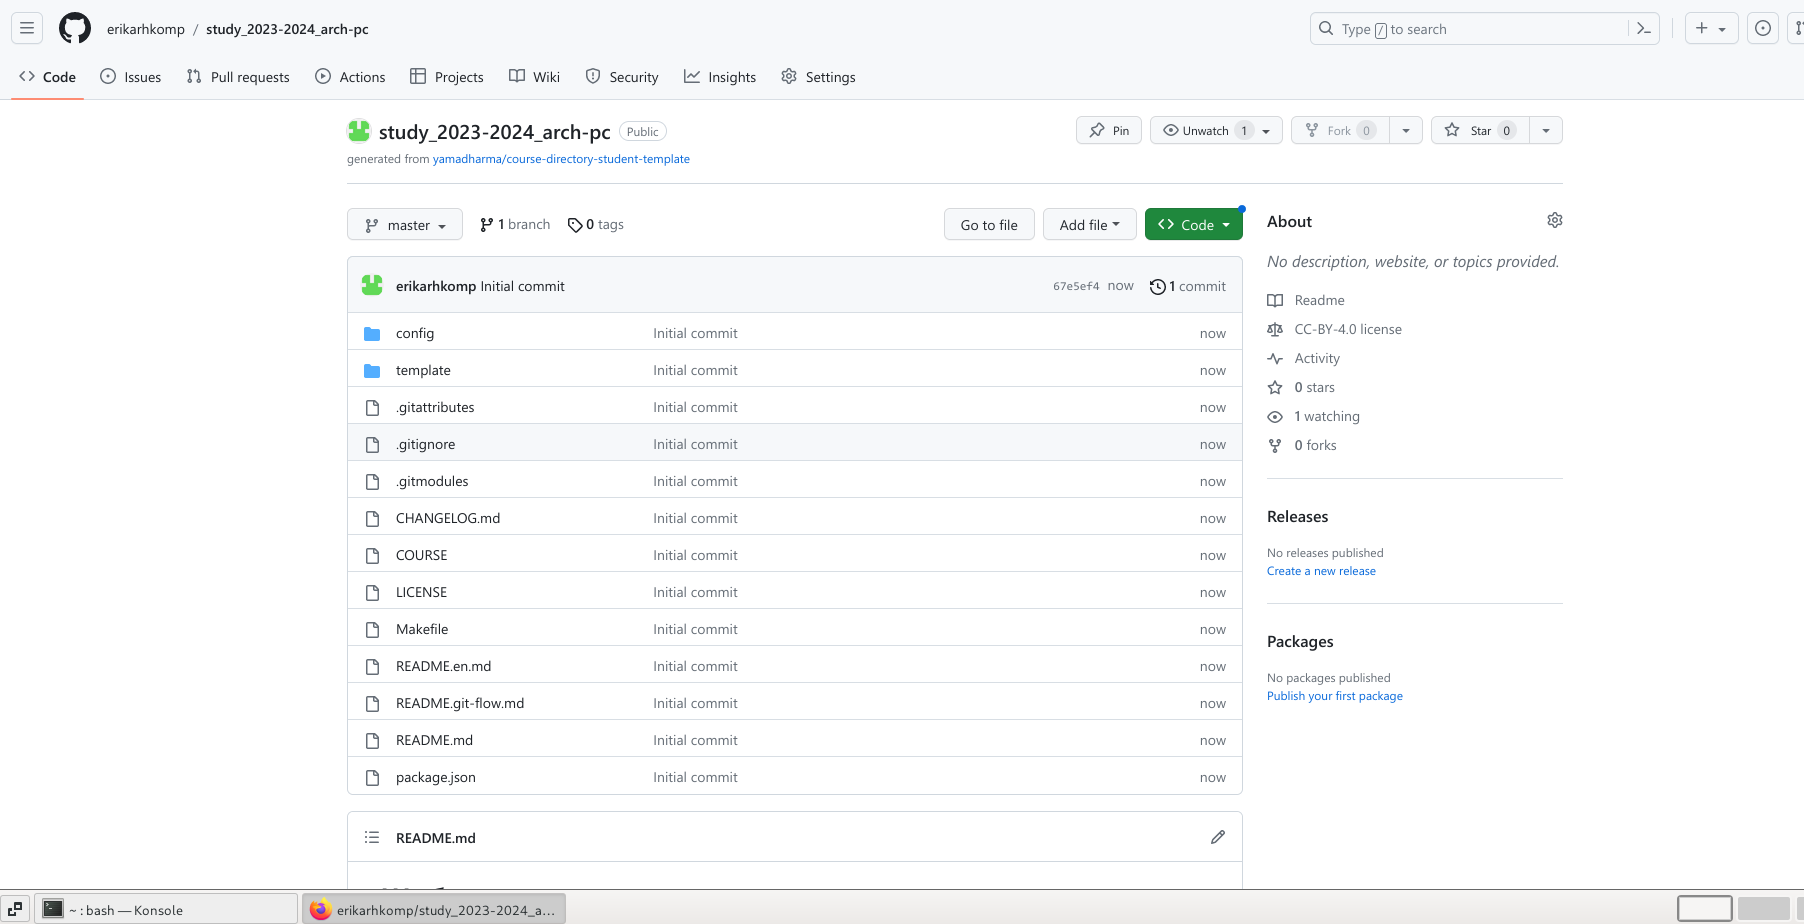 erikarhkomp / study_2023-2024_arch-pc
Type / to search
Code Issues Pull requests Actions Projects Wiki Security Insights Settings
study_2023-2024_arch-pc Public
Pin Unwatch 1 Fork 0 Star 0
generated from yamadharma/course-directory-student-template
master 1 branch 0 tags Go to file Add file Code
erikarhkomp Initial commit 67e5ef4 now 1 commit
config Initial commit now
template Initial commit now
.gitattributes Initial commit now
.gitignore Initial commit now
.gitmodules Initial commit now
CHANGELOG.md Initial commit now
COURSE Initial commit now
LICENSE Initial commit now
Makefile Initial commit now
README.en.md Initial commit now
README.git-flow.md Initial commit now
README.md Initial commit now
package.json Initial commit now
README.md
About
No description, website, or topics provided.
Readme
CC-BY-4.0 license
Activity
0 stars
1 watching
0 forks
Releases
No releases published
Create a new release
Packages
No packages published
Publish your first package
~ : bash — Konsole
erikarhkomp/study_2023-2024_a...